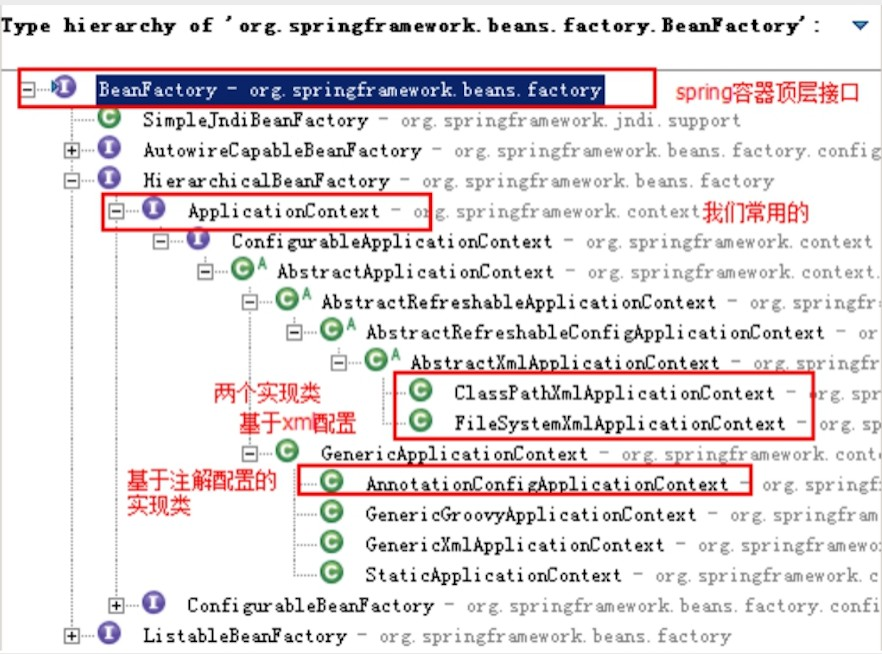 Type hierarchy of 'org.springframework.beans.factory.BeanFactory':
BeanFactory - org.springframework.beans.factory
spring容器顶层接口
SimpleJndiBeanFactory - org.springframework.jndi.support
AutowireCapableBeanFactory - org.springframework.beans.factory.config
HierarchicalBeanFactory - org.springframework.beans.factory
ApplicationContext - org.springframework.context 我们常用的
ConfigurableApplicationContext - org.springframework.context
AbstractApplicationContext - org.springframework.context.
AbstractRefreshableApplicationContext - org.springfr
AbstractRefreshableConfigApplicationContext - or
AbstractXmlApplicationContext - org.springfr
两个实现类
ClassPathXmlApplicationContext - org.spr
基于xm配置
FileSystemXmlApplicationContext - org.sp
GenericApplicationContext - org.springframework.cont
基于注解配置的
实现类
AnnotationConfigApplicationContext - org.springf
GenericGroovyApplicationContext - org.springfram
GenericXmlApplicationContext - org.springframewo
StaticApplicationContext - org.springframework.c
ConfigurableBeanFactory - org.springframework.beans.factory.confi
ListableBeanFactory - org.springframework.beans.factory